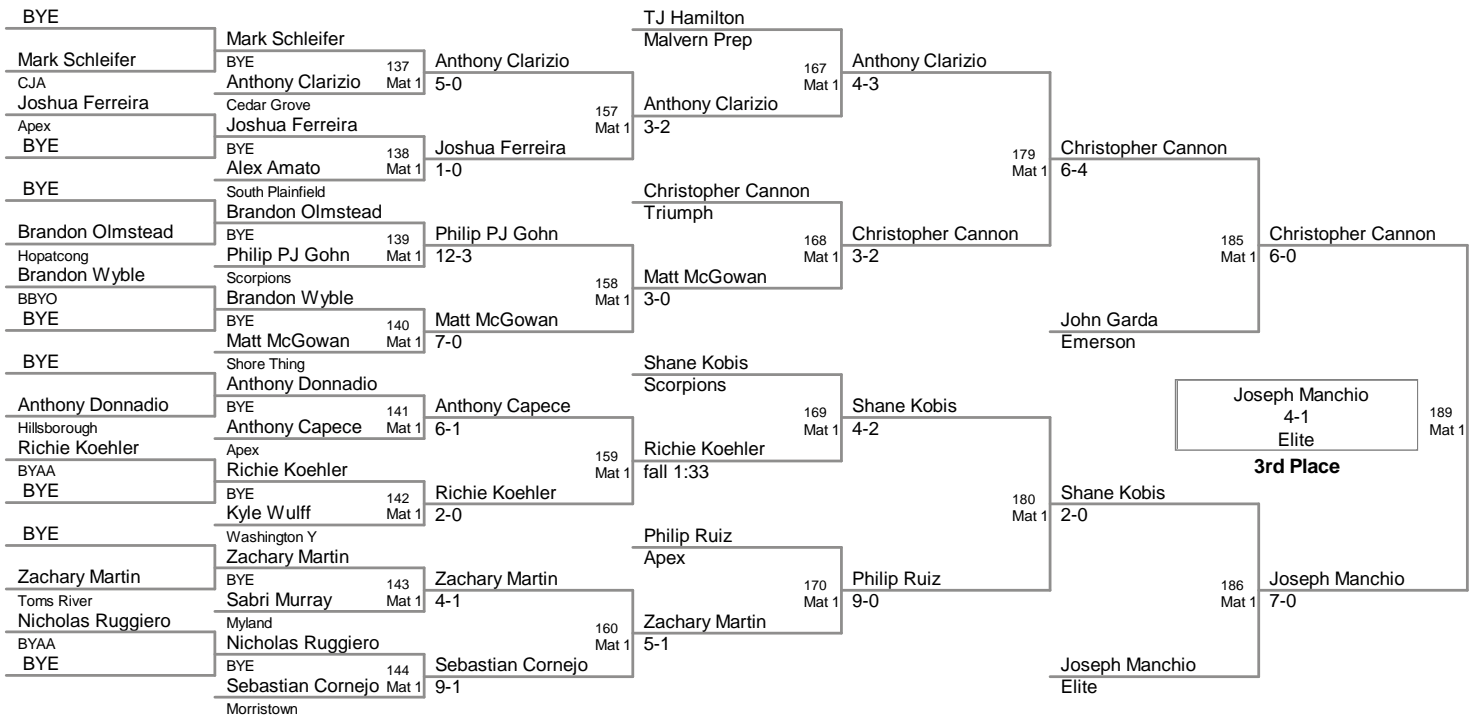 BYE
Mark Schleifer
CJA
Joshua Ferreira
Apex
BYE
BYE
Brandon Olmstead
Hopatcong
Brandon Wyble
BBYO
BYE
BYE
Anthony Donnadio
Hillsborough
Richie Koehler
BYAA
BYE
BYE
Zachary Martin
Toms River
Nicholas Ruggiero
BYAA
BYE
Mark Schleifer
BYE
137
Anthony Clarizio
Mat 1
Cedar Grove
Joshua Ferreira
BYE
138
Alex Amato
Mat 1
South Plainfield
Brandon Olmstead
BYE
139
Philip PJ Gohn
Mat 1
Scorpions
Brandon Wyble
BYE
140
Matt McGowan
Mat 1
Shore Thing
Anthony Donnadio
BYE
141
Anthony Capece
Mat 1
Apex
Richie Koehler
BYE
142
Kyle Wulff
Mat 1
Washington Y
Zachary Martin
BYE
143
Sabri Murray
Mat 1
Myland
Nicholas Ruggiero
BYE
144
Sebastian Cornejo
Mat 1
Morristown
Anthony Clarizio
5-0
157
Mat 1
Joshua Ferreira
1-0
Philip PJ Gohn
12-3
158
Mat 1
Matt McGowan
7-0
Anthony Capece
6-1
159
Mat 1
Richie Koehler
2-0
Zachary Martin
4-1
160
Mat 1
Sebastian Cornejo
9-1
TJ Hamilton
Malvern Prep
167
Mat 1
Anthony Clarizio
3-2
Christopher Cannon
Triumph
168
Mat 1
Matt McGowan
3-0
Shane Kobis
Scorpions
169
Mat 1
Richie Koehler
fall 1:33
Philip Ruiz
Apex
170
Mat 1
Zachary Martin
5-1
Anthony Clarizio
4-3
179
Mat 1
Christopher Cannon
3-2
Shane Kobis
4-2
180
Mat 1
Philip Ruiz
9-0
Christopher Cannon
6-4
185
Mat 1
John Garda
Emerson
Shane Kobis
2-0
186
Mat 1
Joseph Manchio
Elite
Christopher Cannon
6-0
Joseph Manchio
4-1
Elite
3rd Place
189
Mat 1
Joseph Manchio
7-0